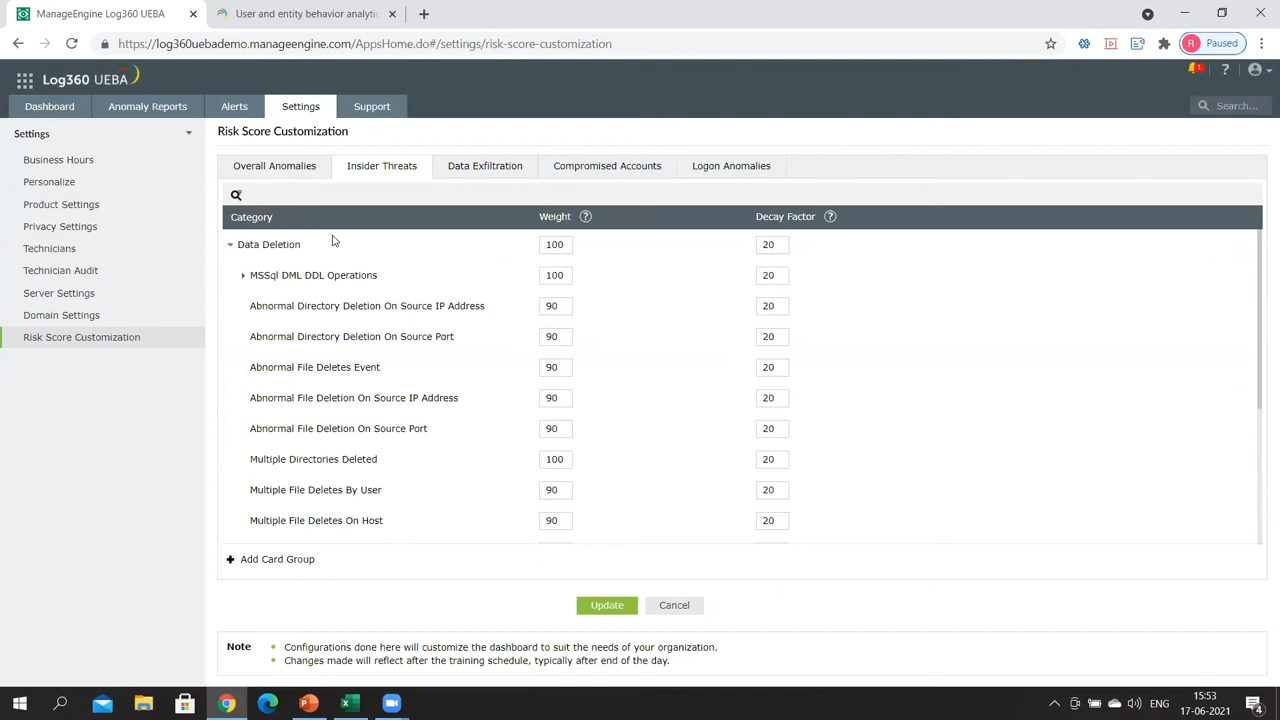 ManageEngine Log360 UEBA
User and entity behavior analytic
https://log360uebademo.manageengine.com/AppsHome.do#/settings/risk-score-customization
R Paused
Log360 UEBA
1 ?
Dashboard Anomaly Reports Alerts Settings Support
Search...
Settings
Business Hours
Personalize
Product Settings
Privacy Settings
Technicians
Technician Audit
Server Settings
Domain Settings
Risk Score Customization
Risk Score Customization
Overall Anomalies Insider Threats Data Exfiltration Compromised Accounts Logon Anomalies
Category Weight ? Decay Factor ?
Data Deletion 100 20
MSSql DML DDL Operations 100 20
Abnormal Directory Deletion On Source IP Address 90 20
Abnormal Directory Deletion On Source Port 90 20
Abnormal File Deletes Event 90 20
Abnormal File Deletion On Source IP Address 90 20
Abnormal File Deletion On Source Port 90 20
Multiple Directories Deleted 100 20
Multiple File Deletes By User 90 20
Multiple File Deletes On Host 90 20
Add Card Group
Update Cancel
Note
Configurations done here will customize the dashboard to suit the needs of your organization.
Changes made will reflect after the training schedule, typically after end of the day.
ENG
15:53
17-06-2021
4